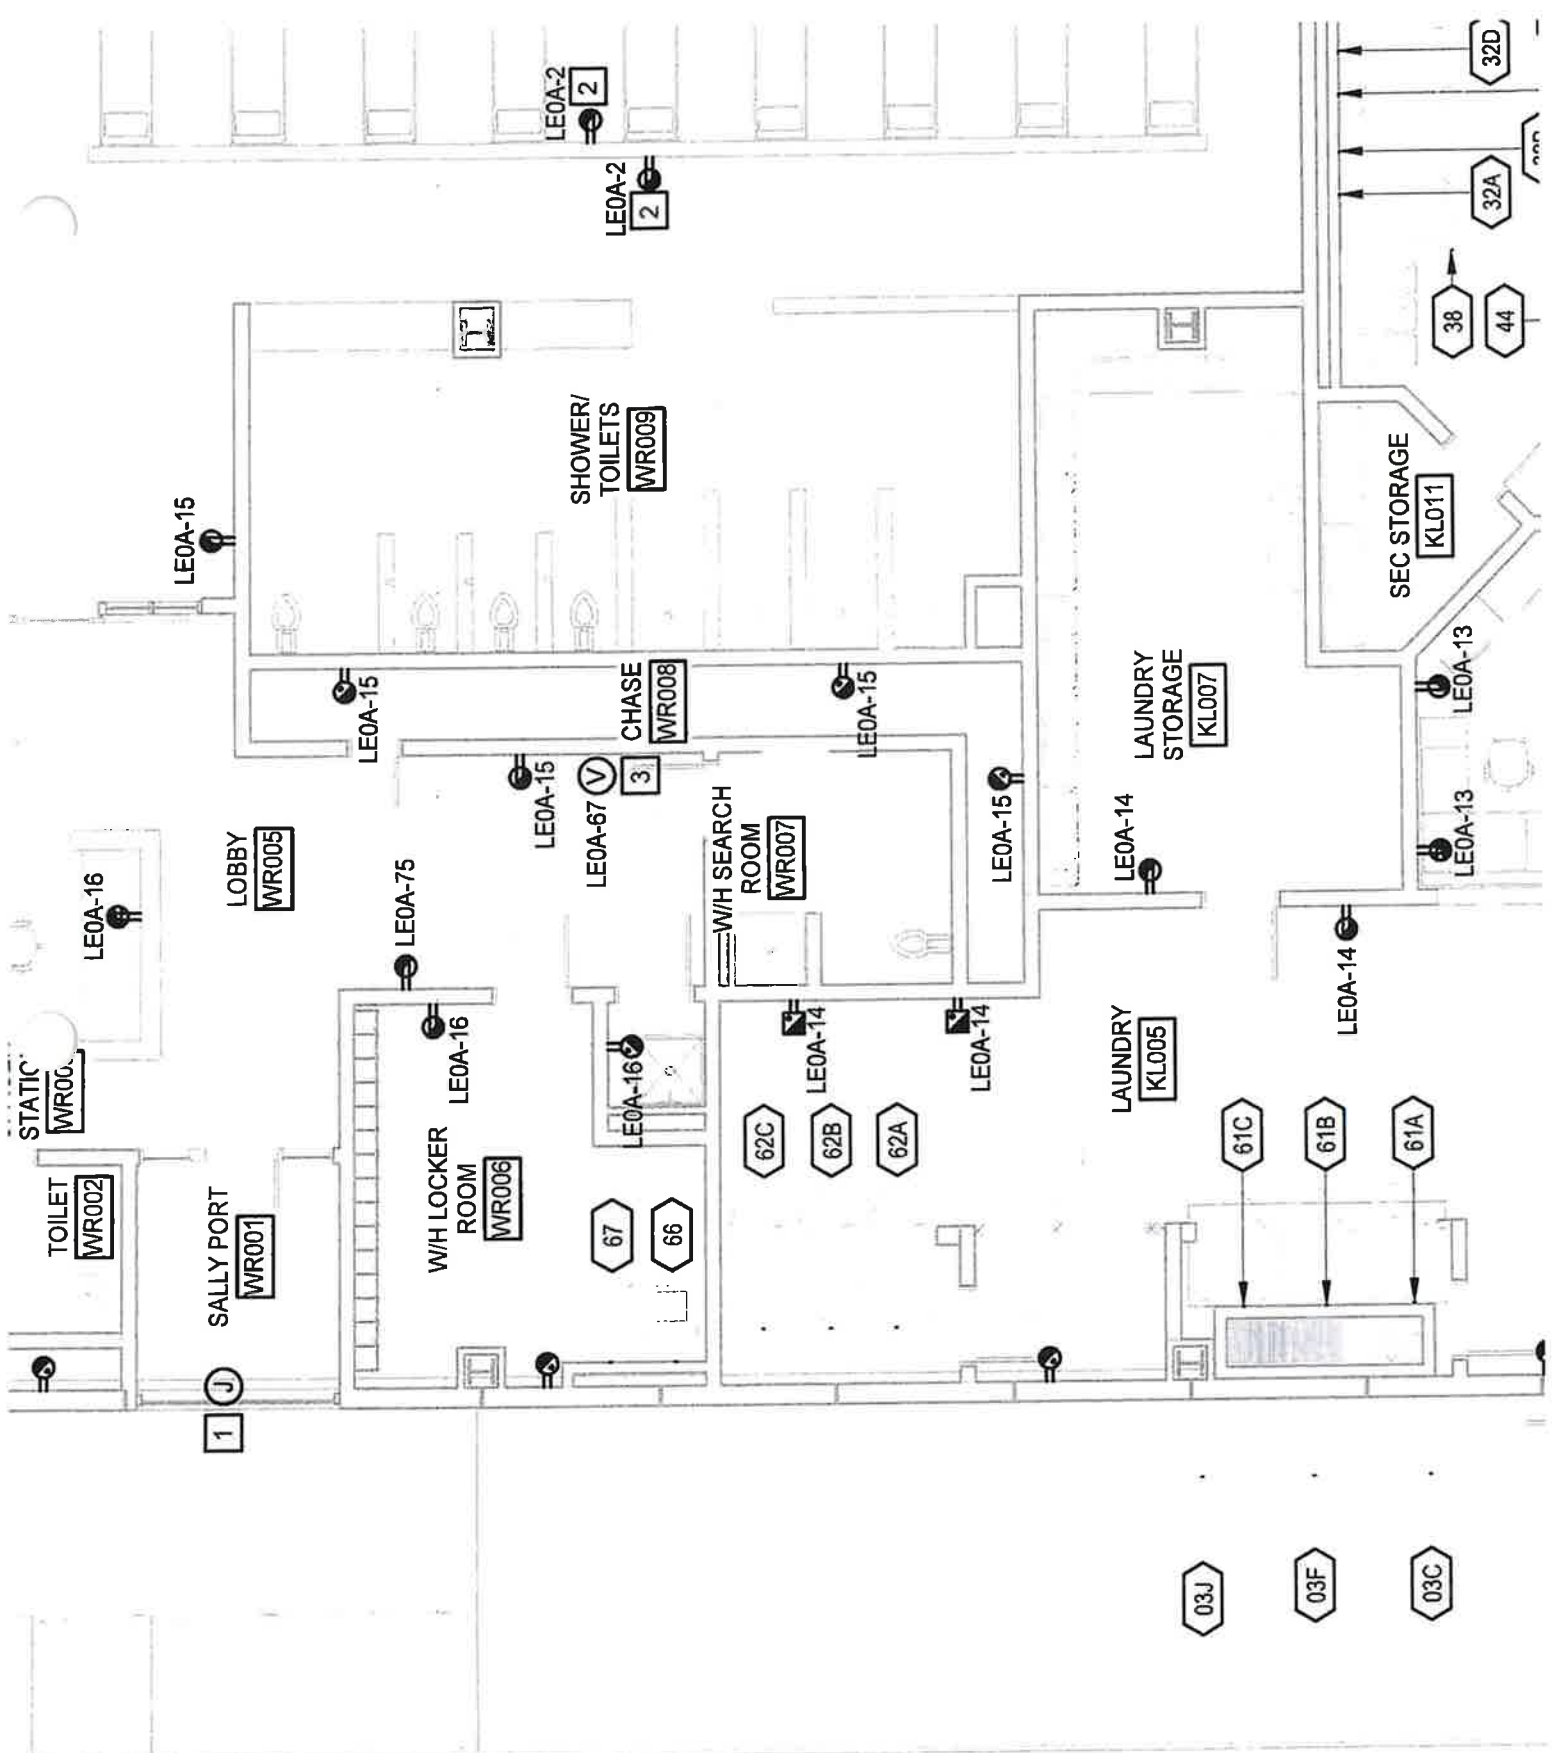 LE0A-2
2
LE0A-2
2
32D
32A
38
44
LE0A-15
SHOWER/
TOILETS
WR009
SEC STORAGE
KL011
LE0A-15
CHASE
WR008
LE0A-15
LAUNDRY
STORAGE
KL007
LE0A-13
LE0A-13
LE0A-15
LE0A-67
V
3
W/H SEARCH
ROOM
WR007
LE0A-15
LE0A-14
LOBBY
WR005
LE0A-16
LE0A-75
LE0A-16
LE0A-16
LE0A-14
LE0A-14
LE0A-14
LAUNDRY
KL005
TOILET
WR002
SALLY PORT
WR001
W/H LOCKER
ROOM
WR006
67
66
62C
62B
62A
61C
61B
61A
J
1
03J
03F
03C